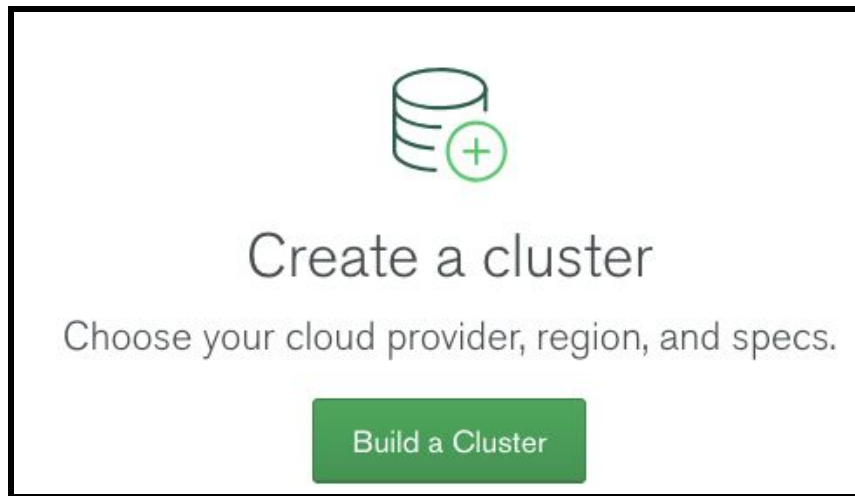 Create a cluster
Choose your cloud provider, region, and specs.
Build a Cluster